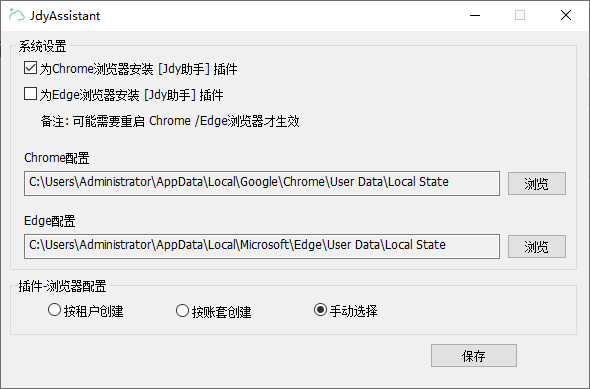 JdyAssistant
系统设置
为Chrome浏览器安装 [Jdy助手] 插件
为Edge浏览器安装 [Jdy助手] 插件
备注: 可能需要重启 Chrome /Edge浏览器才生效
Chrome配置
C:\Users\Administrator\AppData\Local\Google\Chrome\User Data\Local State
浏览
Edge配置
C:\Users\Administrator\AppData\Local\Microsoft\Edge\User Data\Local State
浏览
插件-浏览器配置
按租户创建 按账套创建 手动选择
保存